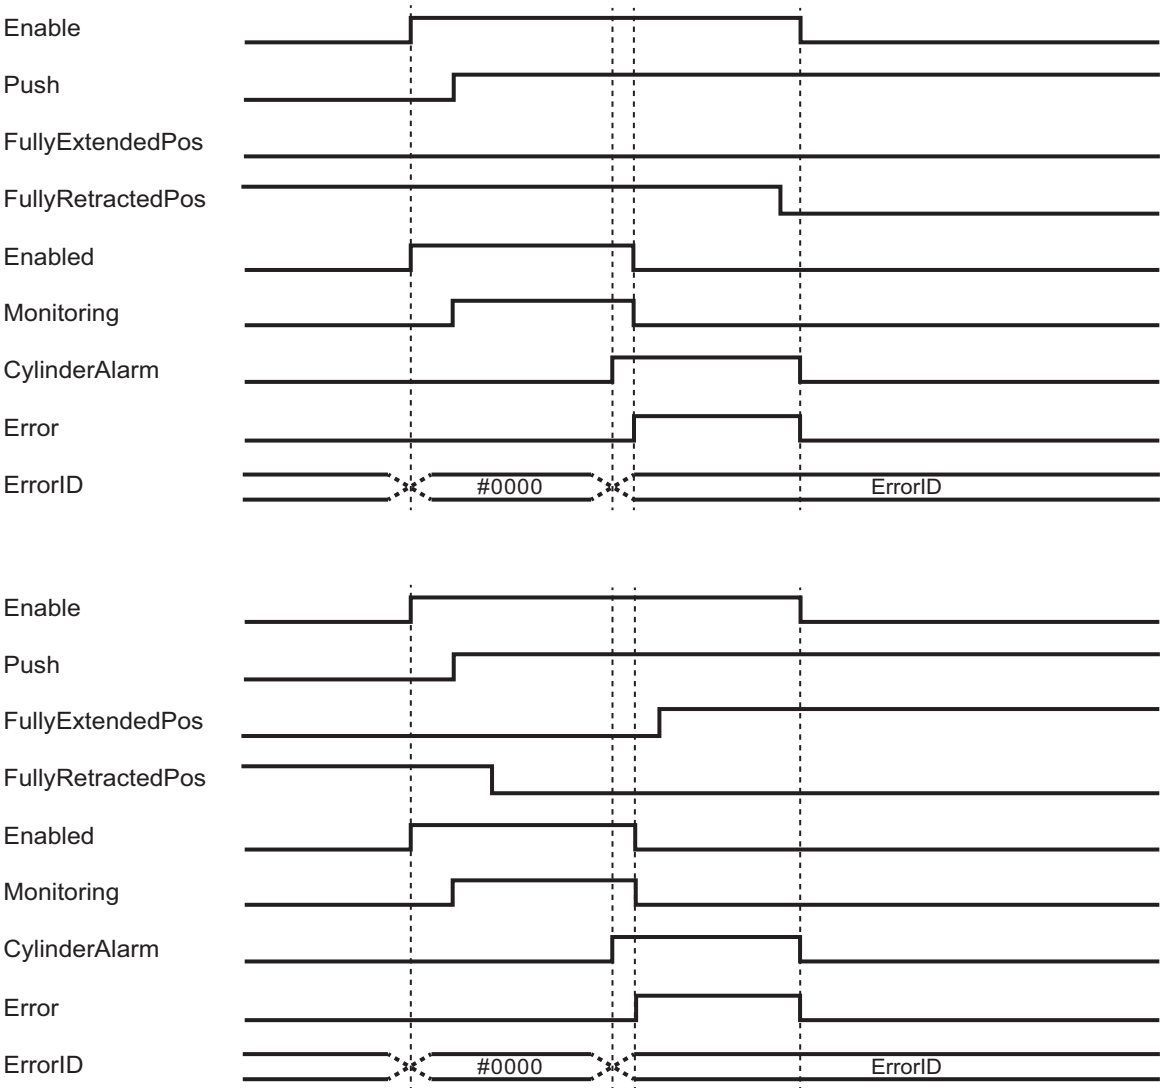 Enable
Push
FullyExtendedPos
FullyRetractedPos
Enabled
Monitoring
CylinderAlarm
Error
ErrorID #0000 ErrorID
Enable
Push
FullyExtendedPos
FullyRetractedPos
Enabled
Monitoring
CylinderAlarm
Error
ErrorID #0000 ErrorID